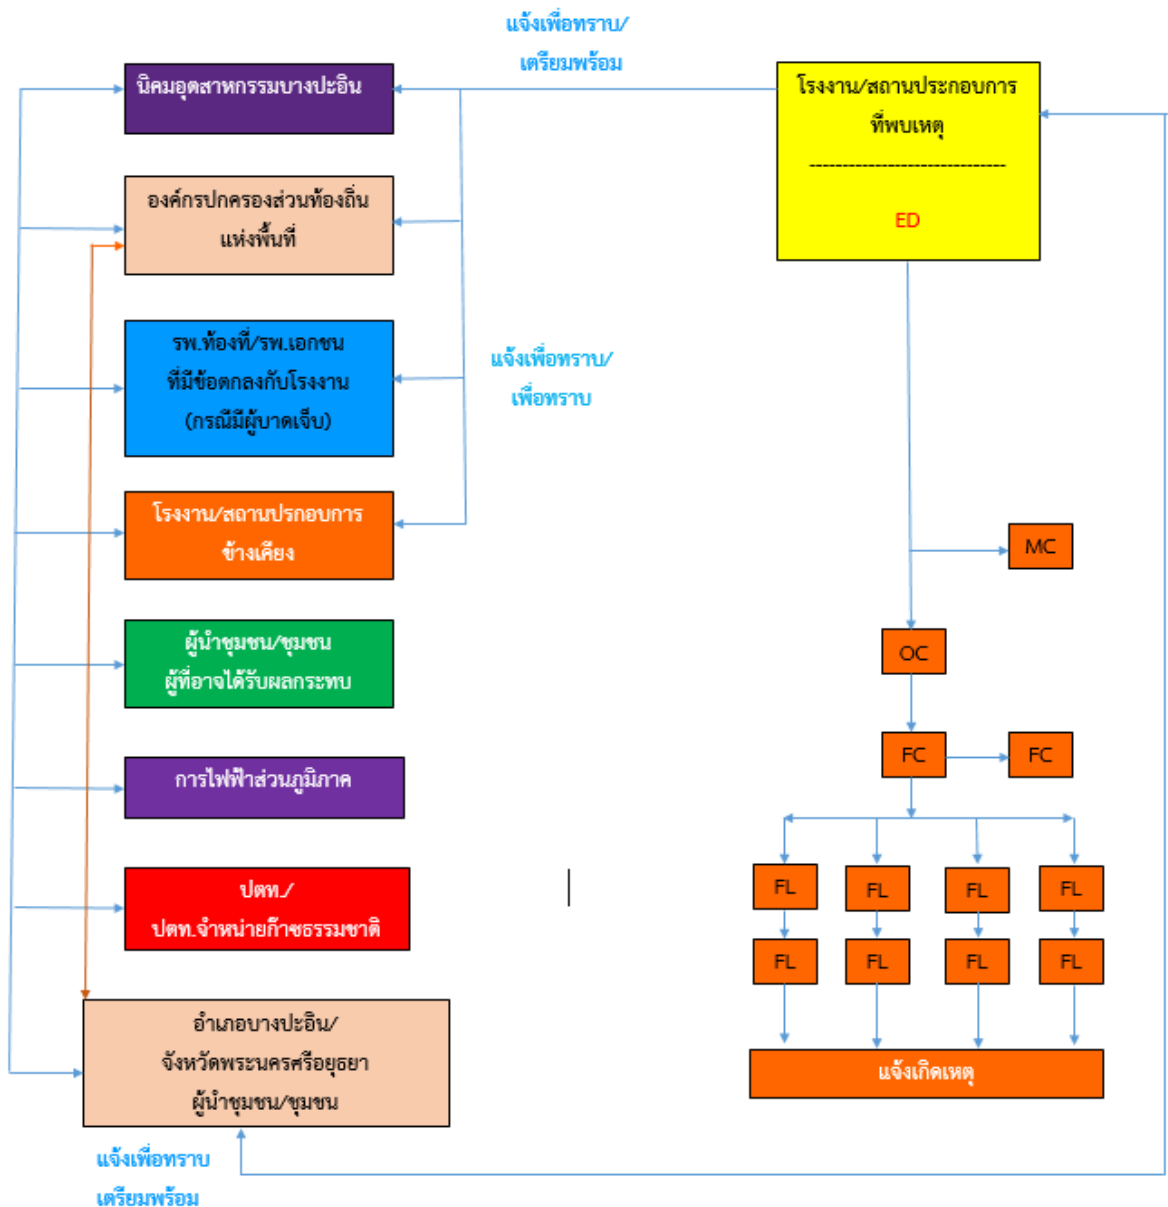 แจ้งเพื่อทราบ/
เตรียมพร้อม
นิคมอุตสาหกรรมบางปะอิน
โรงงาน/สถานประกอบการ
ที่พบเหตุ
------------------------------
ED
องค์กรปกครองส่วนท้องถิ่น
แห่งพื้นที่
รพ.ท้องที่/รพ.เอกชน
ที่มีข้อตกลงกับโรงงาน
(กรณีมีผู้บาดเจ็บ)
แจ้งเพื่อทราบ/
เพื่อทราบ
โรงงาน/สถานปรกอบการ
ข้างเคียง
MC
ผู้นำชุมชน/ชุมชน
ผู้ที่อาจได้รับผลกระทบ
OC
การไฟฟ้าส่วนภูมิภาค
FC
FC
ปตท./
ปตท.จำหน่ายก๊าซธรรมชาติ
FL
FL
FL
FL
FL
FL
FL
FL
อำเภอบางปะอิน/
จังหวัดพระนครศรีอยุธยา
ผู้นำชุมชน/ชุมชน
แจ้งเกิดเหตุ
แจ้งเพื่อทราบ
เตรียมพร้อม